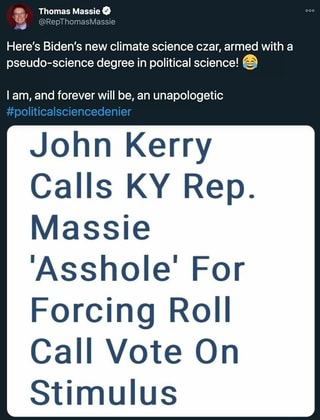 Thomas Massie
@RepThomasMassie
Here's Biden's new climate science czar, armed with a
pseudo-science degree in political science! 😂
I am, and forever will be, an unapologetic
#politicalsciencedenier
John Kerry
Calls KY Rep.
Massie
'Asshole' For
Forcing Roll
Call Vote On
Stimulus